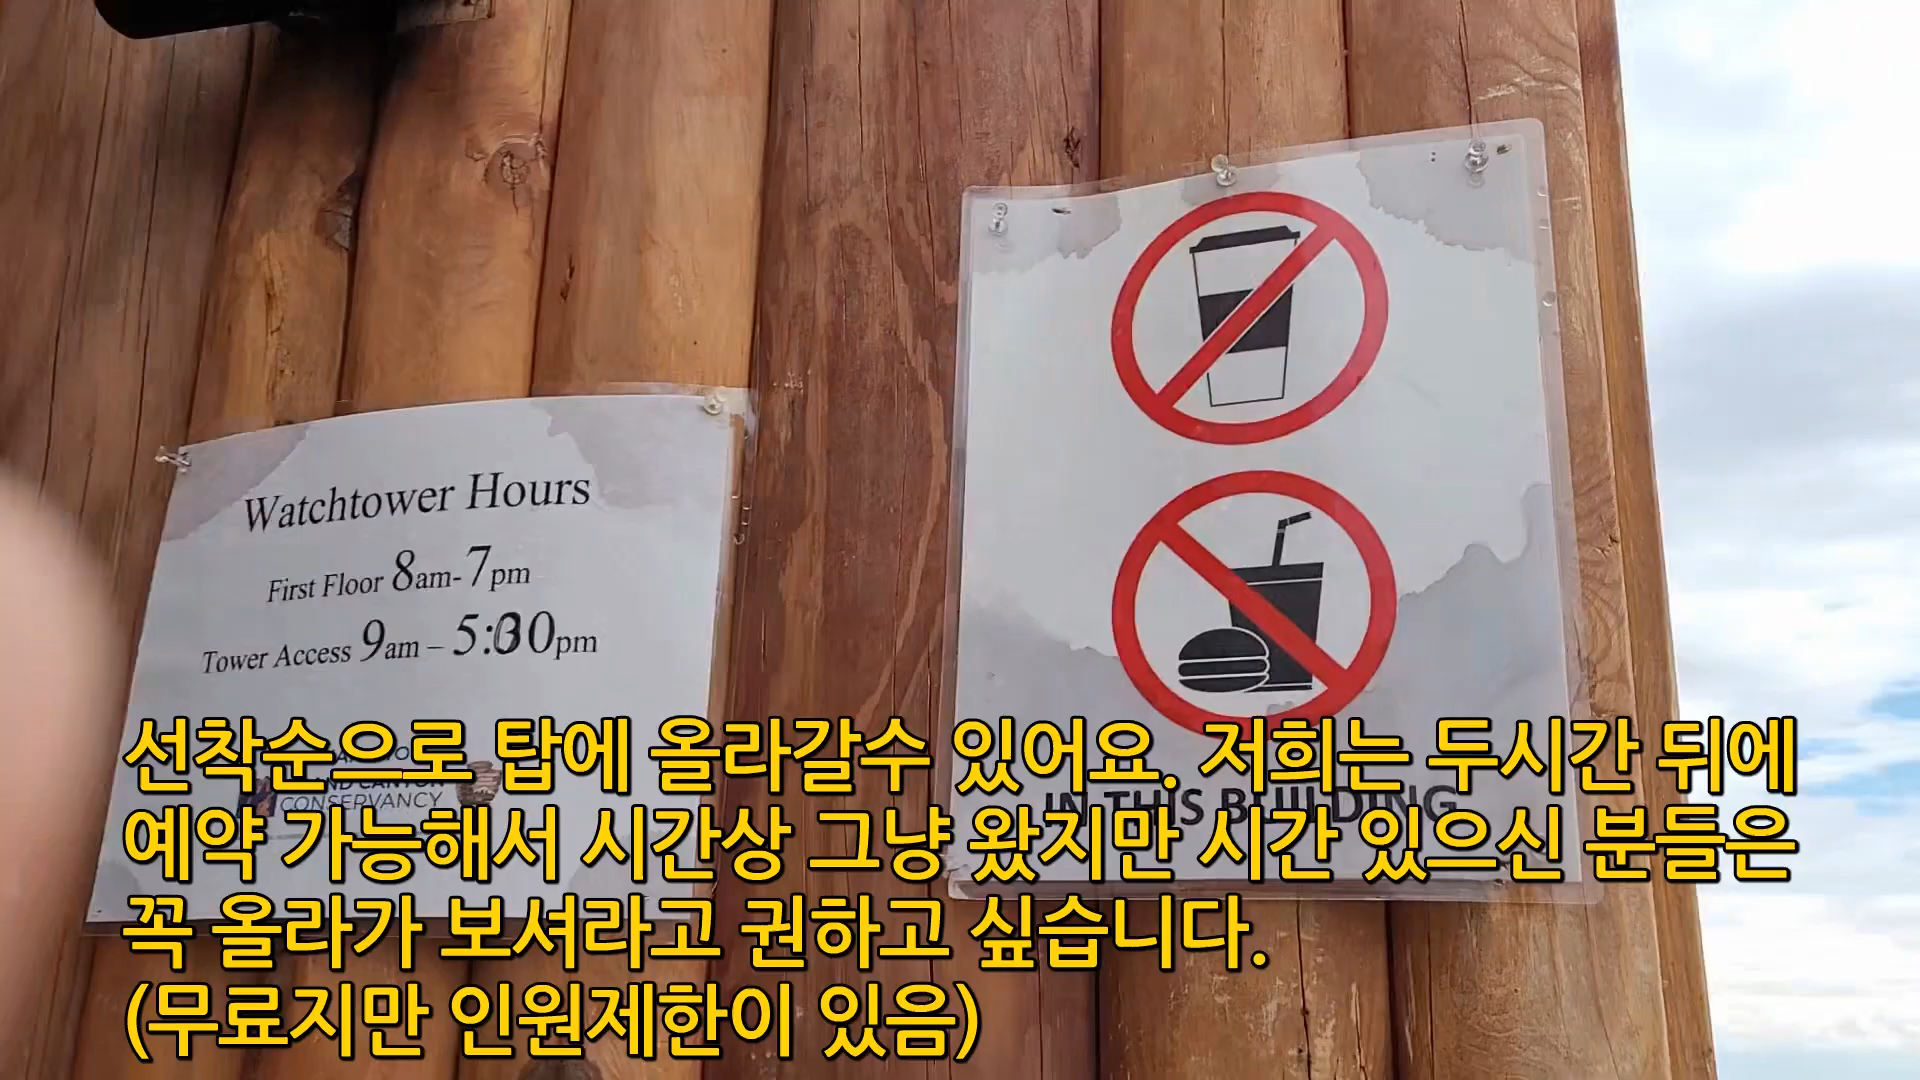 Watchtower Hours
First Floor 8am-7pm
Tower Access 9am – 5:00pm
CONSERVANCY
IN THIS BUILDING
선착순으로 탑에 올라갈수 있어요. 저희는 두시간 뒤에
예약 가능해서 시간상 그냥 왔지만 시간 있으신 분들은
꼭 올라가 보셔라고 권하고 싶습니다.
(무료지만 인원제한이 있음)